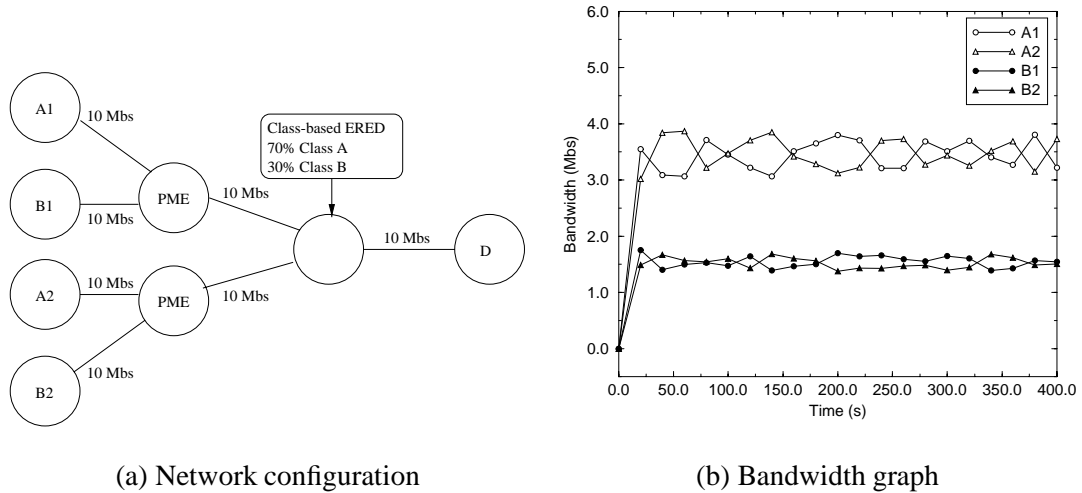 A1
10 Mbs
B1
10 Mbs
PME
10 Mbs
Class-based ERED
70% Class A
30% Class B
10 Mbs
D
A2
10 Mbs
PME
10 Mbs
B2
10 Mbs
(a) Network configuration
6.0
5.0
4.0
3.0
2.0
1.0
0.0
Bandwidth (Mbs)
A1
A2
B1
B2
0.0 50.0 100.0 150.0 200.0 250.0 300.0 350.0 400.0
Time (s)
(b) Bandwidth graph